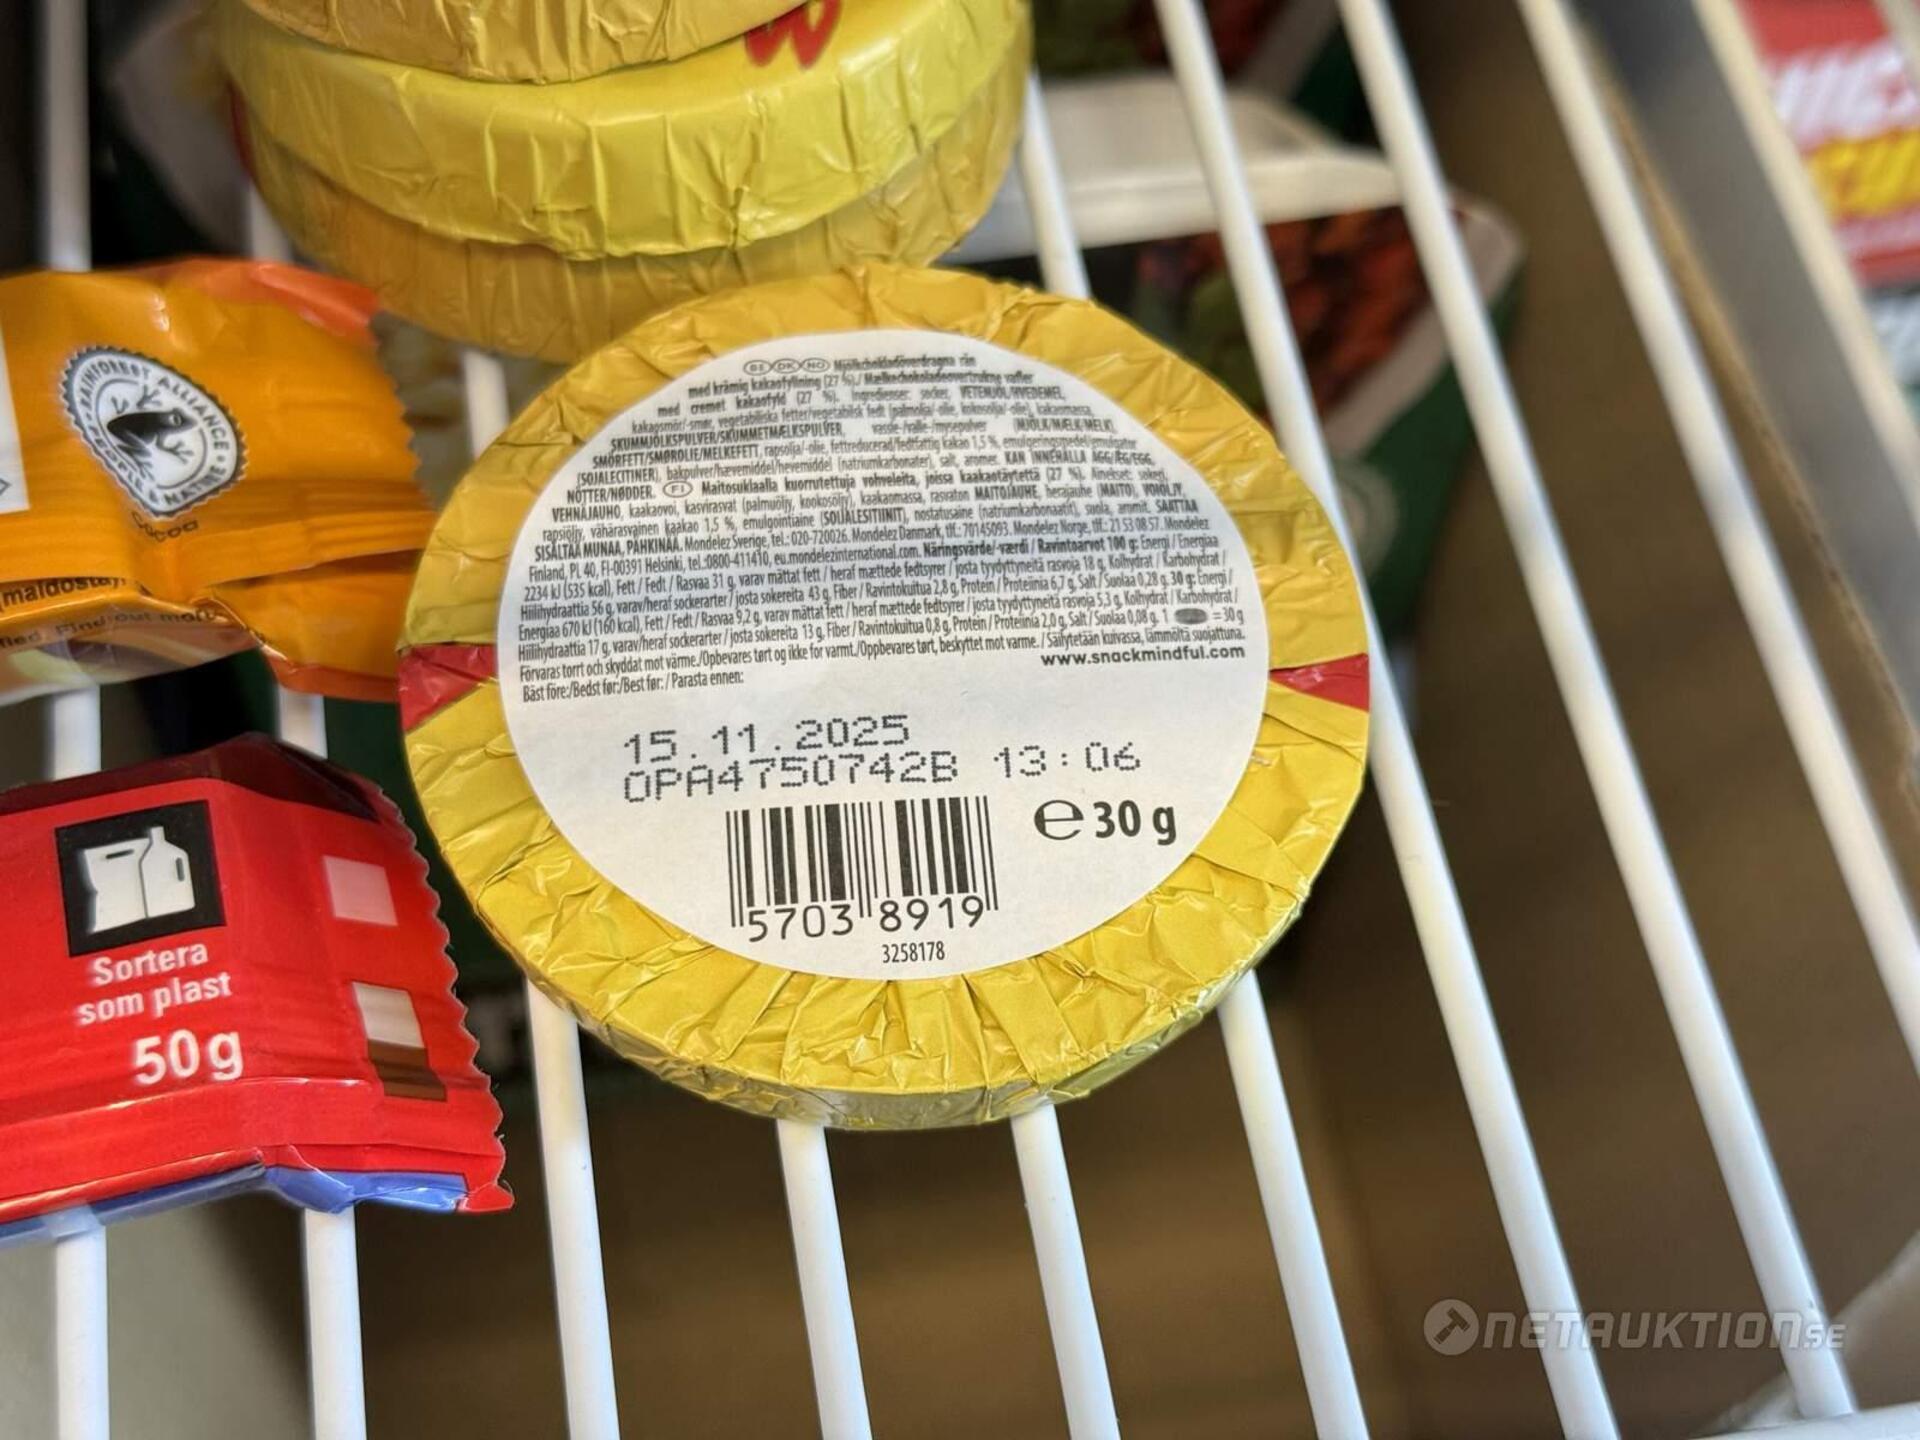 RAINFOREST ALLIANCE
PEOPLE & NATURE
Cocoa
Find out more
Sortera
som plast
50g
SE DK NO Mjölkchokladöverdragna rån
med krämig kakaofyllning (27 %)./ Mælkechokoladeovertrukne vafler
med cremet kakaofyld (27 %). Ingredienser: socker, VETEMJÖL/HVEDEMEL,
kakaosmör/-smør, vegetabiliska fetter/vegetabilsk fedt (palmolja/-olie, kokosolja/-olie), kakaomassa,
SKUMMJÖLKSPULVER/SKUMMETMÆLKSPULVER, vassle-/valle-/mysepulver (MJÖLK/MÆLK/MELK),
SMÖRFETT/SMØROLIE/MELKEFETT, rapsolja/-olie, fettreducerad/fedtfattig kakao 1,5 %, emulgeringsmedel/emulgator
(SOJALECITINER), bakpulver/hævemiddel/hevemiddel (natriumkarbonater), salt, aromer. KAN INNEHÅLLA ÄGG/ÆG/EGG,
NÖTTER/NØDDER. FI Maitosuklaalla kuorrutettuja vohveleita, joissa kaakaotäytettä (27 %). Ainekset: sokeri,
VEHNÄJAUHO, kaakaovoi, kasvirasvat (palmuöljy, kookosöljy), kaakaomassa, rasvaton MAITOJAUHE, herajauhe (MAITO), VOIÖLJY,
rapsiöljy, vähärasvainen kaakao 1,5 %, emulgointiaine (SOIJALESITIINIT), nostatusaine (natriumkarbonaatit), suola, aromit. SAATTAA
SISÄLTÄÄ MUNAA, PÄHKINÄÄ. Mondelez Sverige, tel.: 020-720026. Mondelez Danmark, tlf.: 70145093. Mondelez Norge, tlf.: 21 53 08 57. Mondelez
Finland, PL 40, FI-00391 Helsinki, tel.:0800-411410, eu.mondelezinternational.com. Näringsvärde/-værdi / Ravintoarvot 100 g: Energi / Energiaa
2234 kJ (535 kcal), Fett / Fedt / Rasvaa 31 g, varav mättat fett / heraf mættede fedtsyrer / josta tyydyttyneitä rasvoja 18 g, Kolhydrat / Karbohydrat /
Hiilihydraattia 56 g, varav/heraf sockerarter / josta sokereita 43 g, Fiber / Ravintokuitua 2,8 g, Protein / Proteiinia 6,7 g, Salt / Suolaa 0,28 g. 30 g: Energi /
Energiaa 670 kJ (160 kcal), Fett / Fedt / Rasvaa 9,2 g, varav mättat fett / heraf mættede fedtsyrer / josta tyydyttyneitä rasvoja 5,3 g, Kolhydrat / Karbohydrat /
Hiilihydraattia 17 g, varav/heraf sockerarter / josta sokereita 13 g, Fiber / Ravintokuitua 0,8 g, Protein / Proteiinia 2,0 g, Salt / Suolaa 0,08 g. 1 = 30 g
Förvaras torrt och skyddat mot värme./Opbevares tørt og ikke for varmt./Oppbevares tørt, beskyttet mot varme. / Säilytetään kuivassa, lämmöltä suojattuna.
Bäst före:/Bedst før:/Best før: / Parasta ennen:
www.snackmindful.com
15.11.2025
OPA4750742B 13:06
e 30 g
5703 8919
3258178
NETAUKTION.SE